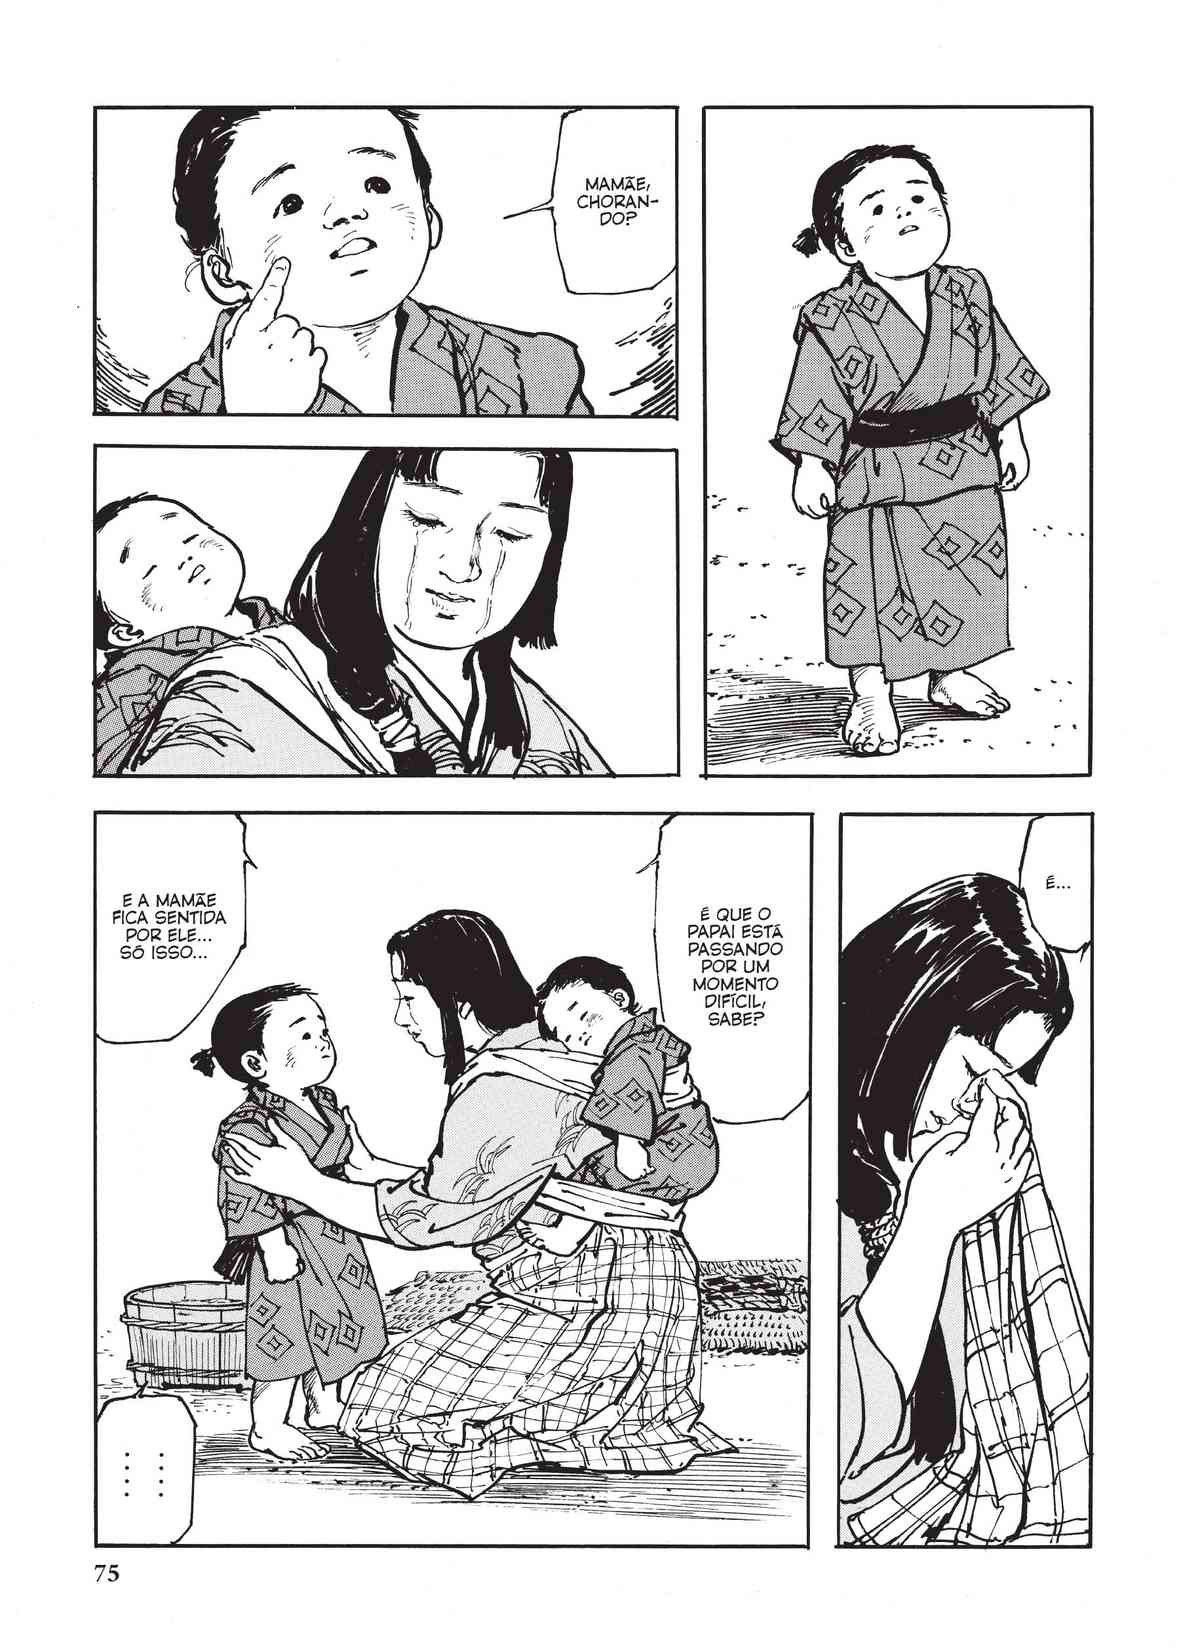 MAMÃE,
CHORAN-
DO?
É...
É QUE O
PAPAI ESTÁ
PASSANDO
POR UM
MOMENTO
DIFÍCIL,
SABE?
E A MAMÃE
FICA SENTIDA
POR ELE...
SÓ ISSO...
......
......
75